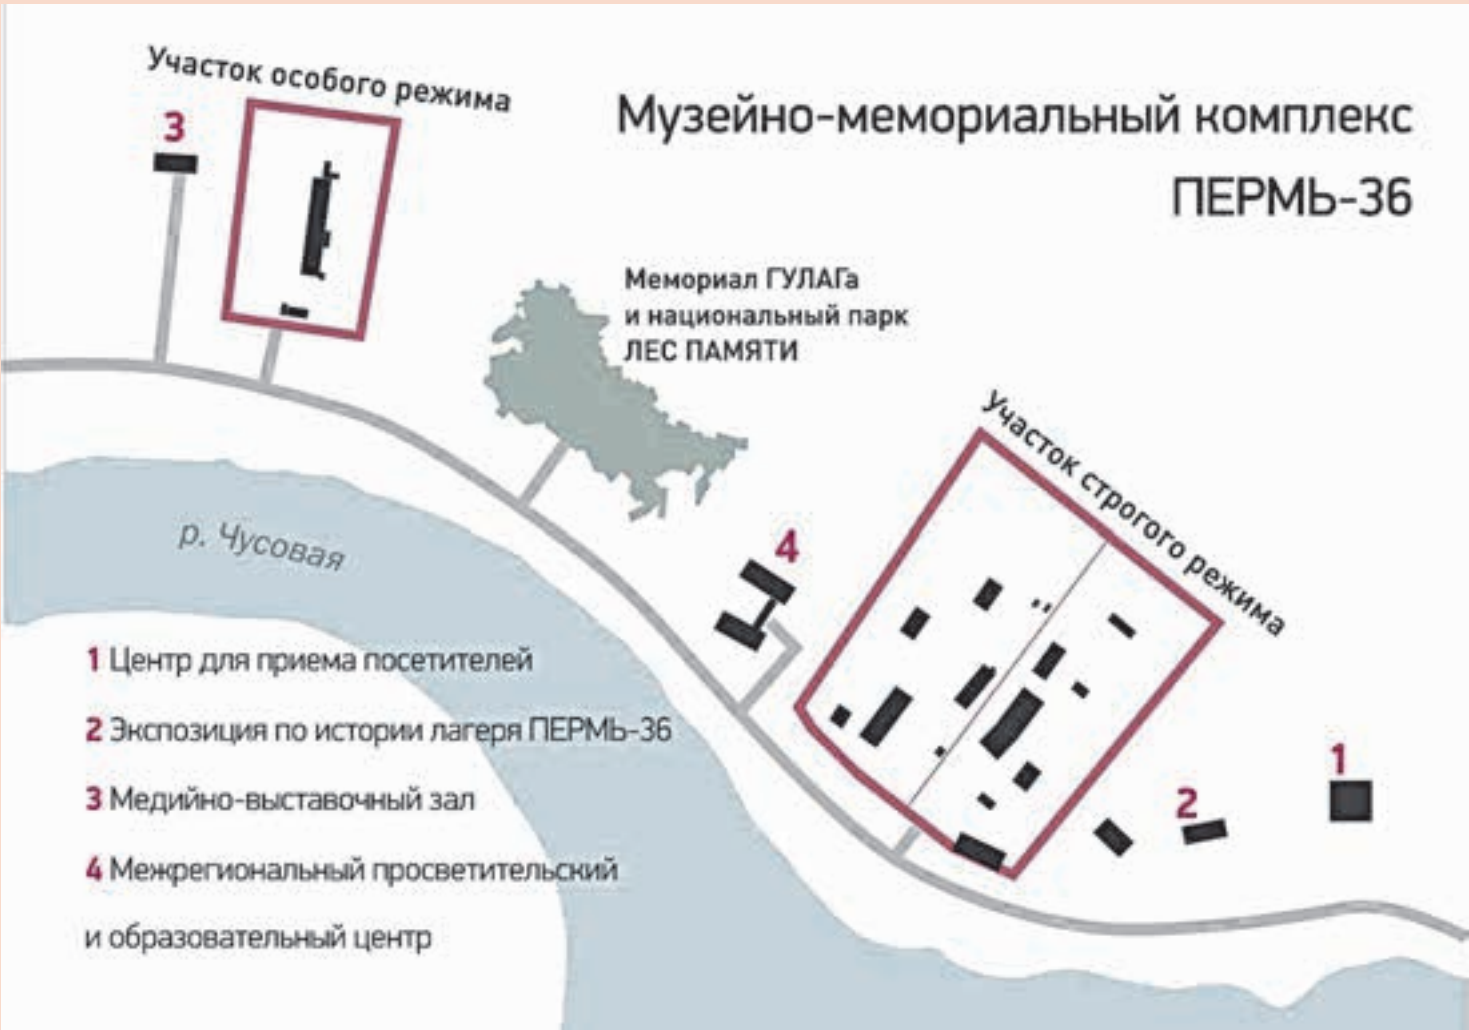 Участок особого режима
3
Музейно-мемориальный комплекс
ПЕРМЬ-36
Мемориал ГУЛАГа
и национальный парк
ЛЕС ПАМЯТИ
Участок строгого режима
р. Чусовая
4
1
2
1 Центр для приема посетителей
2 Экспозиция по истории лагеря ПЕРМЬ-36
3 Медийно-выставочный зал
4 Межрегиональный просветительский
и образовательный центр